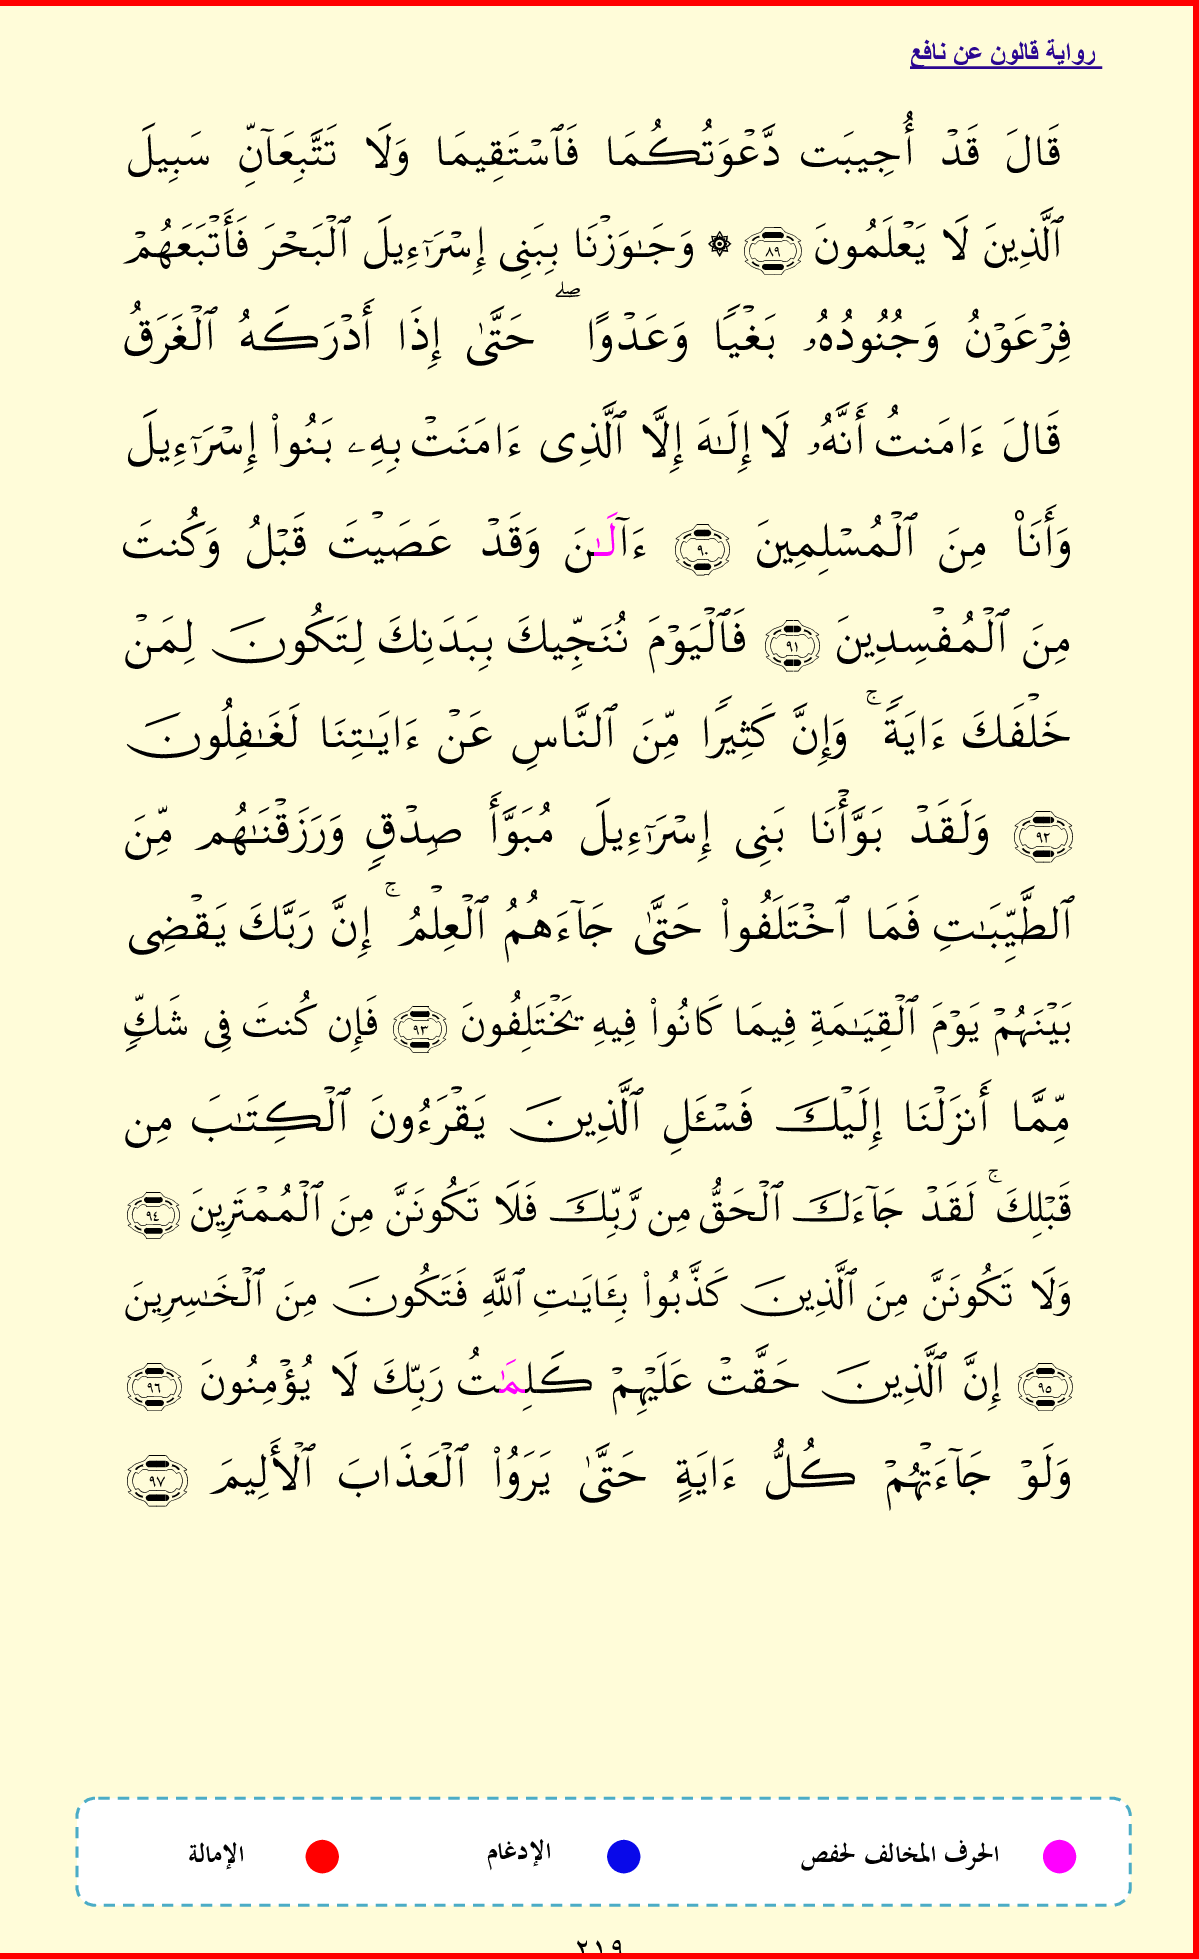 رواية قالون عن نافع
قَالَ قَدۡ أُجِيبَت دَّعۡوَتُكُمَا فَٱسۡتَقِيمَا وَلَا تَتَّبِعَآنِّ سَبِيلَ
ٱلَّذِينَ لَا يَعۡلَمُونَ ٨٩ ۞ وَجَٰوَزۡنَا بِبَنِي إِسۡرَٰٓءِيلَ ٱلۡبَحۡرَ فَأَتۡبَعَهُمۡ
فِرۡعَوۡنُ وَجُنُودُهُۥ بَغۡيٗا وَعَدۡوًاۖ حَتَّىٰ إِذَا أَدۡرَكَهُ ٱلۡغَرَقُ
قَالَ ءَامَنتُ أَنَّهُۥ لَا إِلَٰهَ إِلَّا ٱلَّذِي ءَامَنَتۡ بِهِۦ بَنُواْ إِسۡرَٰٓءِيلَ
وَأَنَا۠ مِنَ ٱلۡمُسۡلِمِينَ ٩٠ ءَآلَٰنَ وَقَدۡ عَصَيۡتَ قَبۡلُ وَكُنتَ
مِنَ ٱلۡمُفۡسِدِينَ ٩١ فَٱلۡيَوۡمَ نُنَجِّيكَ بِبَدَنِكَ لِتَكُونَ لِمَنۡ
خَلۡفَكَ ءَايَةٗۚ وَإِنَّ كَثِيرٗا مِّنَ ٱلنَّاسِ عَنۡ ءَايَٰتِنَا لَغَٰفِلُونَ
٩٢ وَلَقَدۡ بَوَّأۡنَا بَنِي إِسۡرَٰٓءِيلَ مُبَوَّأَ صِدۡقٖ وَرَزَقۡنَٰهُم مِّنَ
ٱلطَّيِّبَٰتِ فَمَا ٱخۡتَلَفُواْ حَتَّىٰ جَآءَهُمُ ٱلۡعِلۡمُۚ إِنَّ رَبَّكَ يَقۡضِي
بَيۡنَهُمۡ يَوۡمَ ٱلۡقِيَٰمَةِ فِيمَا كَانُواْ فِيهِ يَخۡتَلِفُونَ ٩٣ فَإِن كُنتَ فِي شَكّٖ
مِّمَّا أَنزَلۡنَا إِلَيۡكَ فَسۡـَٔلِ ٱلَّذِينَ يَقۡرَءُونَ ٱلۡكِتَٰبَ مِن
قَبۡلِكَۚ لَقَدۡ جَآءَكَ ٱلۡحَقُّ مِن رَّبِّكَ فَلَا تَكُونَنَّ مِنَ ٱلۡمُمۡتَرِينَ ٩٤
وَلَا تَكُونَنَّ مِنَ ٱلَّذِينَ كَذَّبُواْ بِـَٔايَٰتِ ٱللَّهِ فَتَكُونَ مِنَ ٱلۡخَٰسِرِينَ
٩٥ إِنَّ ٱلَّذِينَ حَقَّتۡ عَلَيۡهِمۡ كَلِمَٰتُ رَبِّكَ لَا يُؤۡمِنُونَ ٩٦
وَلَوۡ جَآءَتۡهُمۡ كُلُّ ءَايَةٍ حَتَّىٰ يَرَوُاْ ٱلۡعَذَابَ ٱلۡأَلِيمَ ٩٧
الحرف المخالف لحفص الإدغام الإمالة
٢١٩